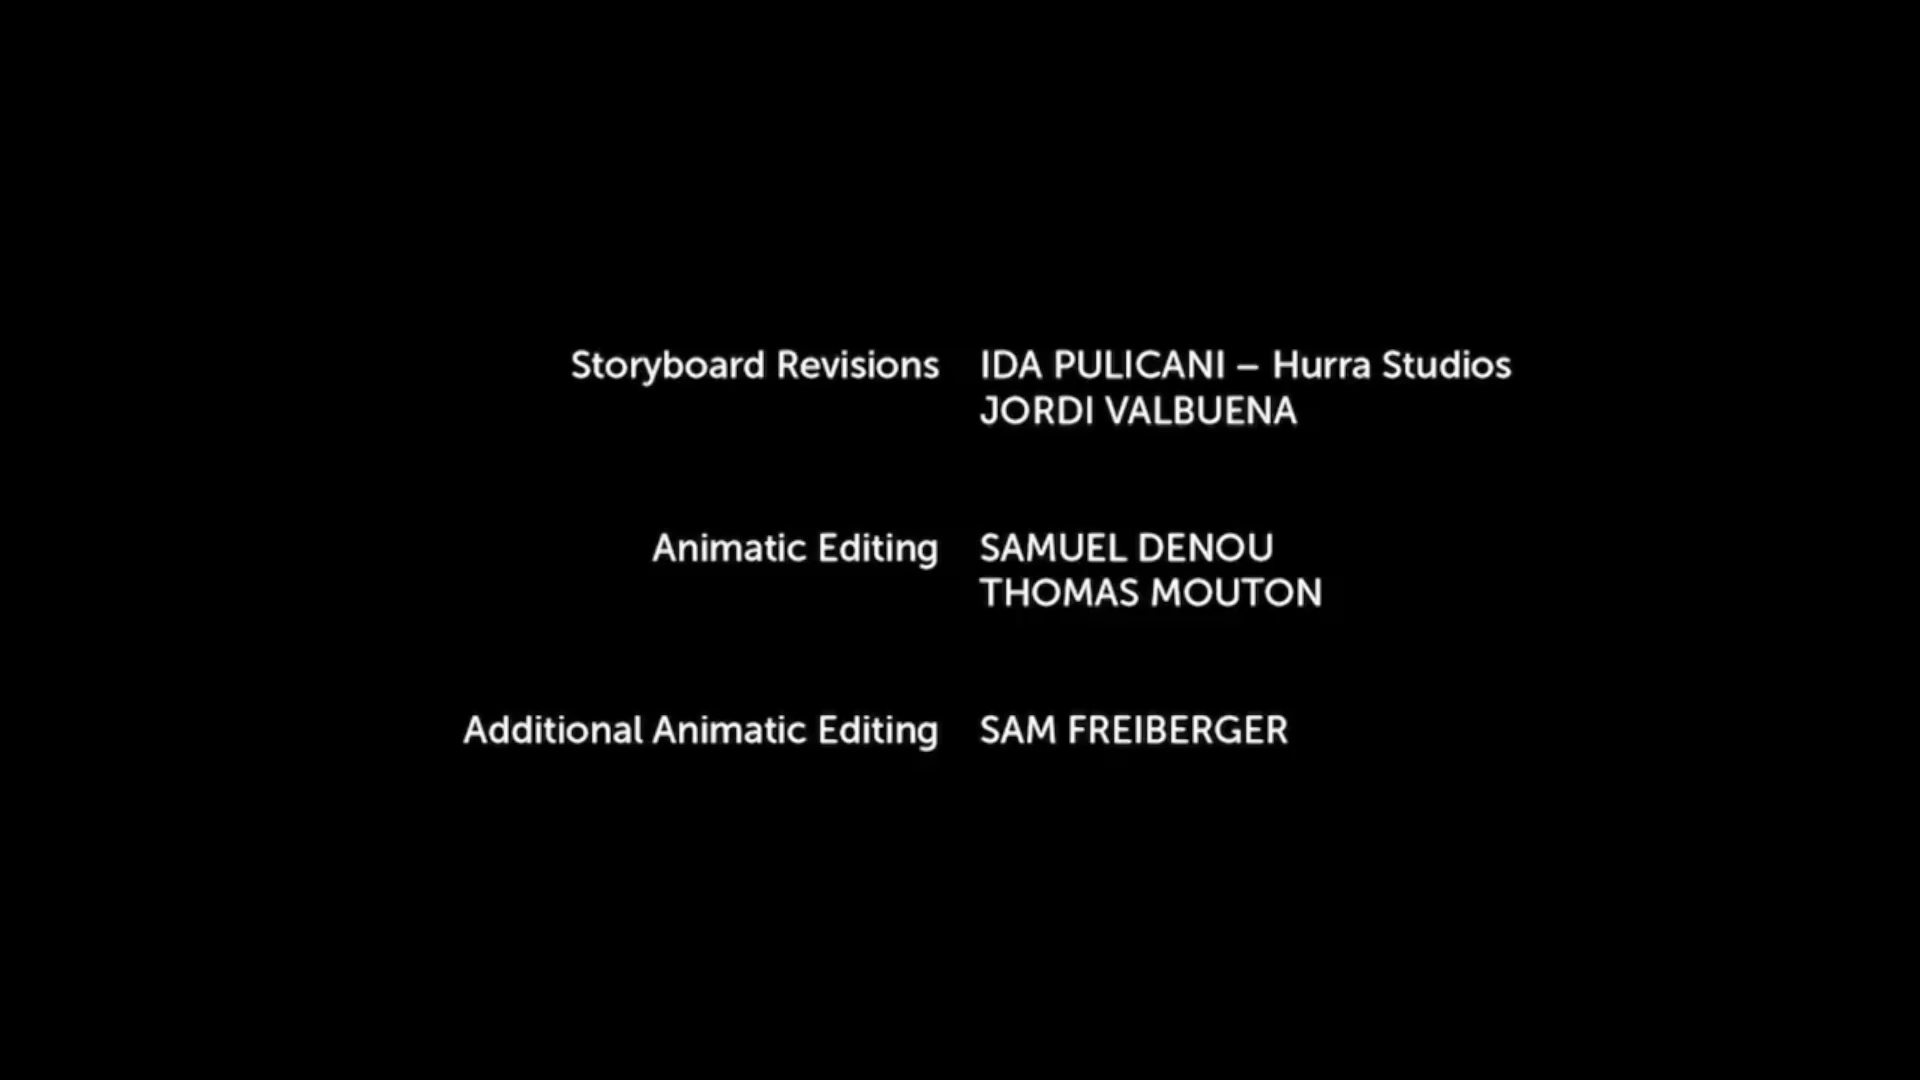 Storyboard Revisions IDA PULICANI – Hurra Studios
JORDI VALBUENA
Animatic Editing SAMUEL DENOU
THOMAS MOUTON
Additional Animatic Editing SAM FREIBERGER